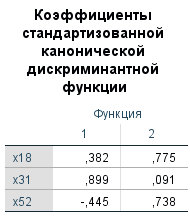 Коэффициенты
стандартизованной
канонической
дискриминантной
функции
Функция
1 2
x18 ,382 ,775
x31 ,899 ,091
x52 -,445 ,738